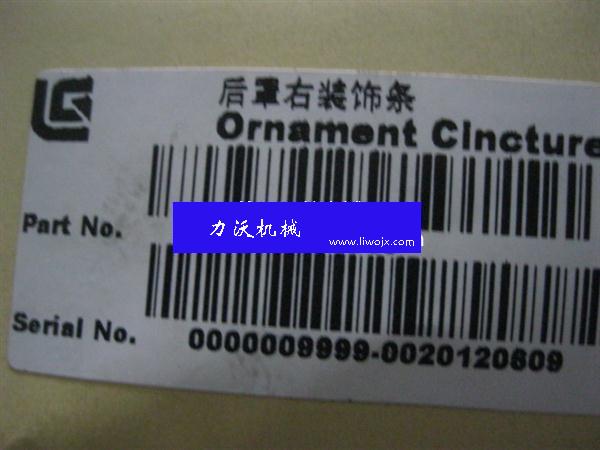 后罩右装饰条
Ornament Cincture
Part No.
力沃机械
www.liwojx.com
Serial No.
0000009999-0020120609